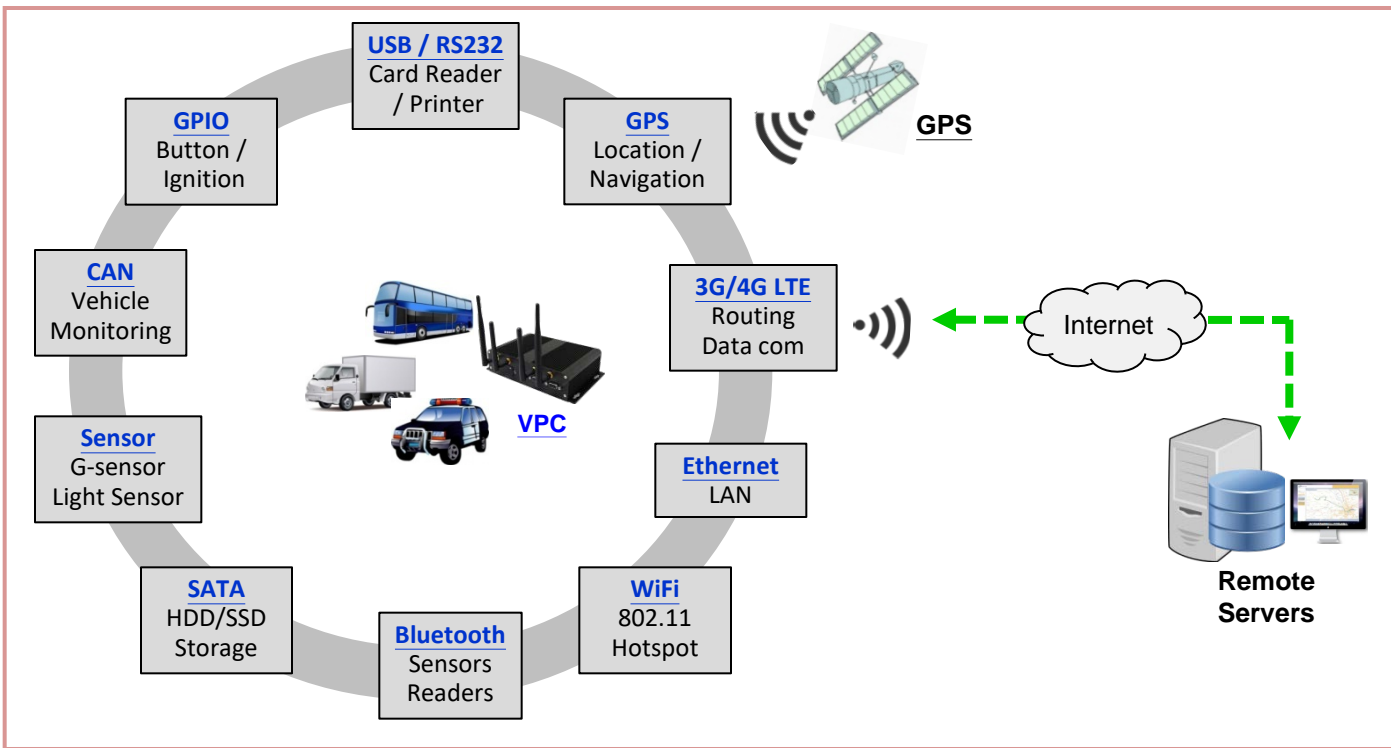 USB / RS232
Card Reader
/ Printer
GPIO
Button /
Ignition
GPS
Location /
Navigation
GPS
CAN
Vehicle
Monitoring
3G/4G LTE
Routing
Data com
Internet
VPC
Sensor
G-sensor
Light Sensor
Ethernet
LAN
SATA
HDD/SSD
Storage
Bluetooth
Sensors
Readers
WiFi
802.11
Hotspot
Remote
Servers